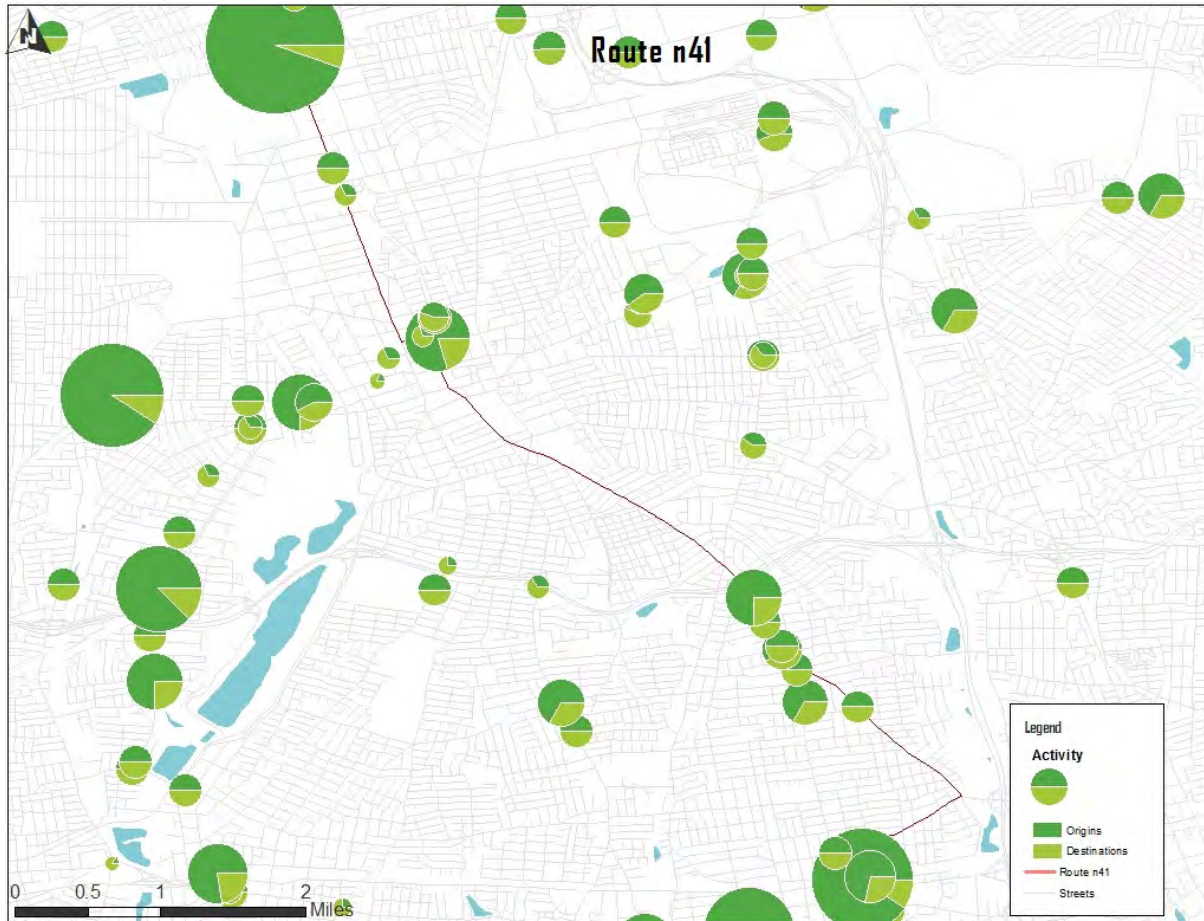 N
Route n41
Legend
Activity
Origins
Destinations
Route n41
Streets
0 0.5 1 2
Miles